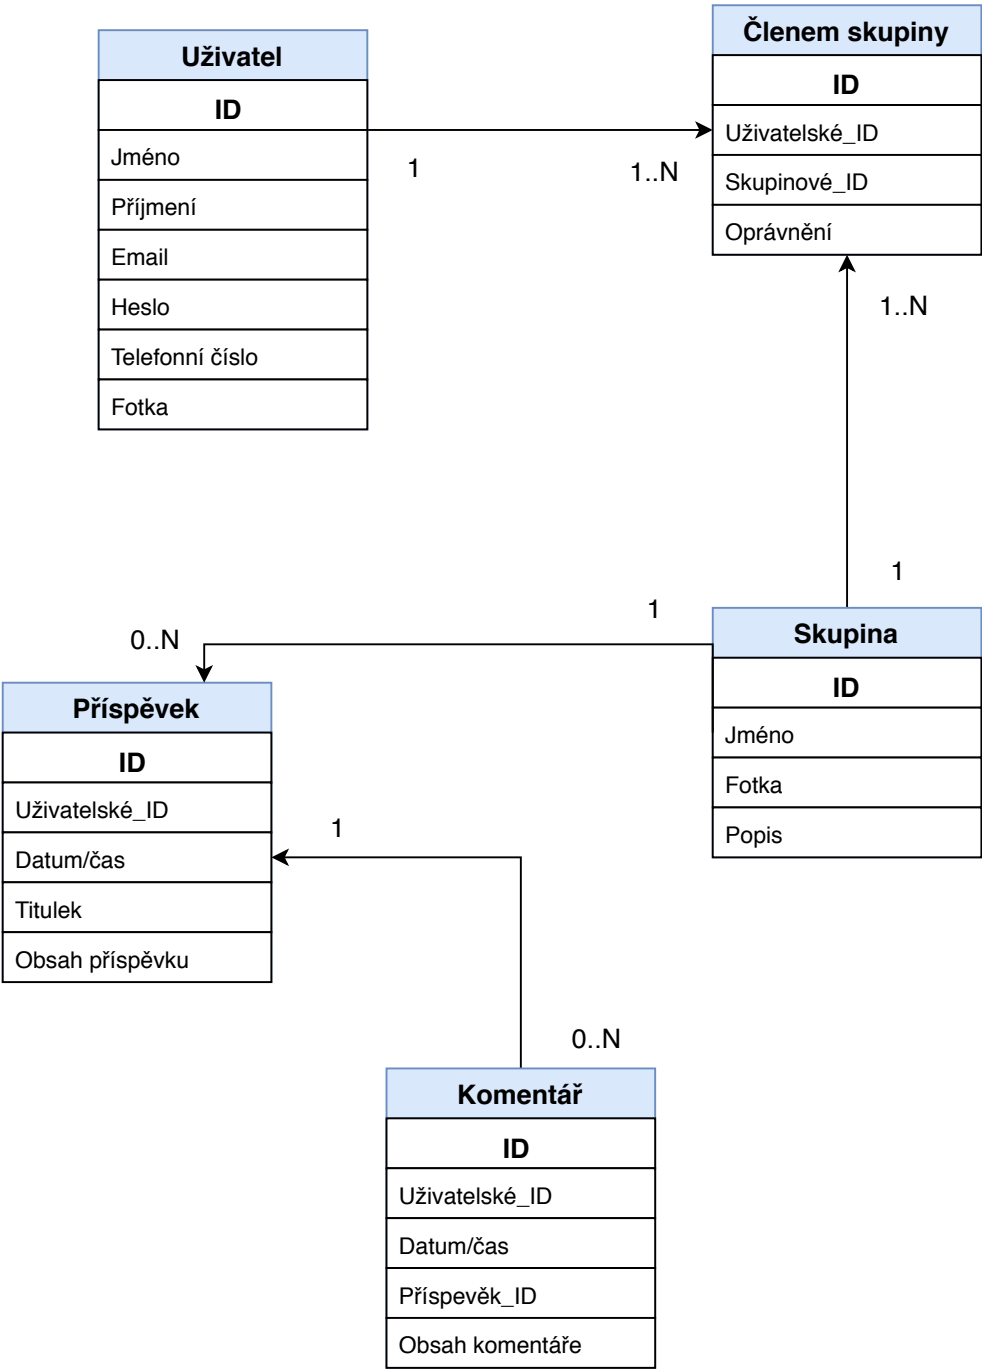 Uživatel
ID
Jméno
Příjmení
Email
Heslo
Telefonní číslo
Fotka
1
1..N
Členem skupiny
ID
Uživatelské_ID
Skupinové_ID
Oprávnění
1..N
1
Skupina
ID
Jméno
Fotka
Popis
1
0..N
Příspěvek
ID
Uživatelské_ID
Datum/čas
Titulek
Obsah příspěvku
1
0..N
Komentář
ID
Uživatelské_ID
Datum/čas
Příspevěk_ID
Obsah komentáře